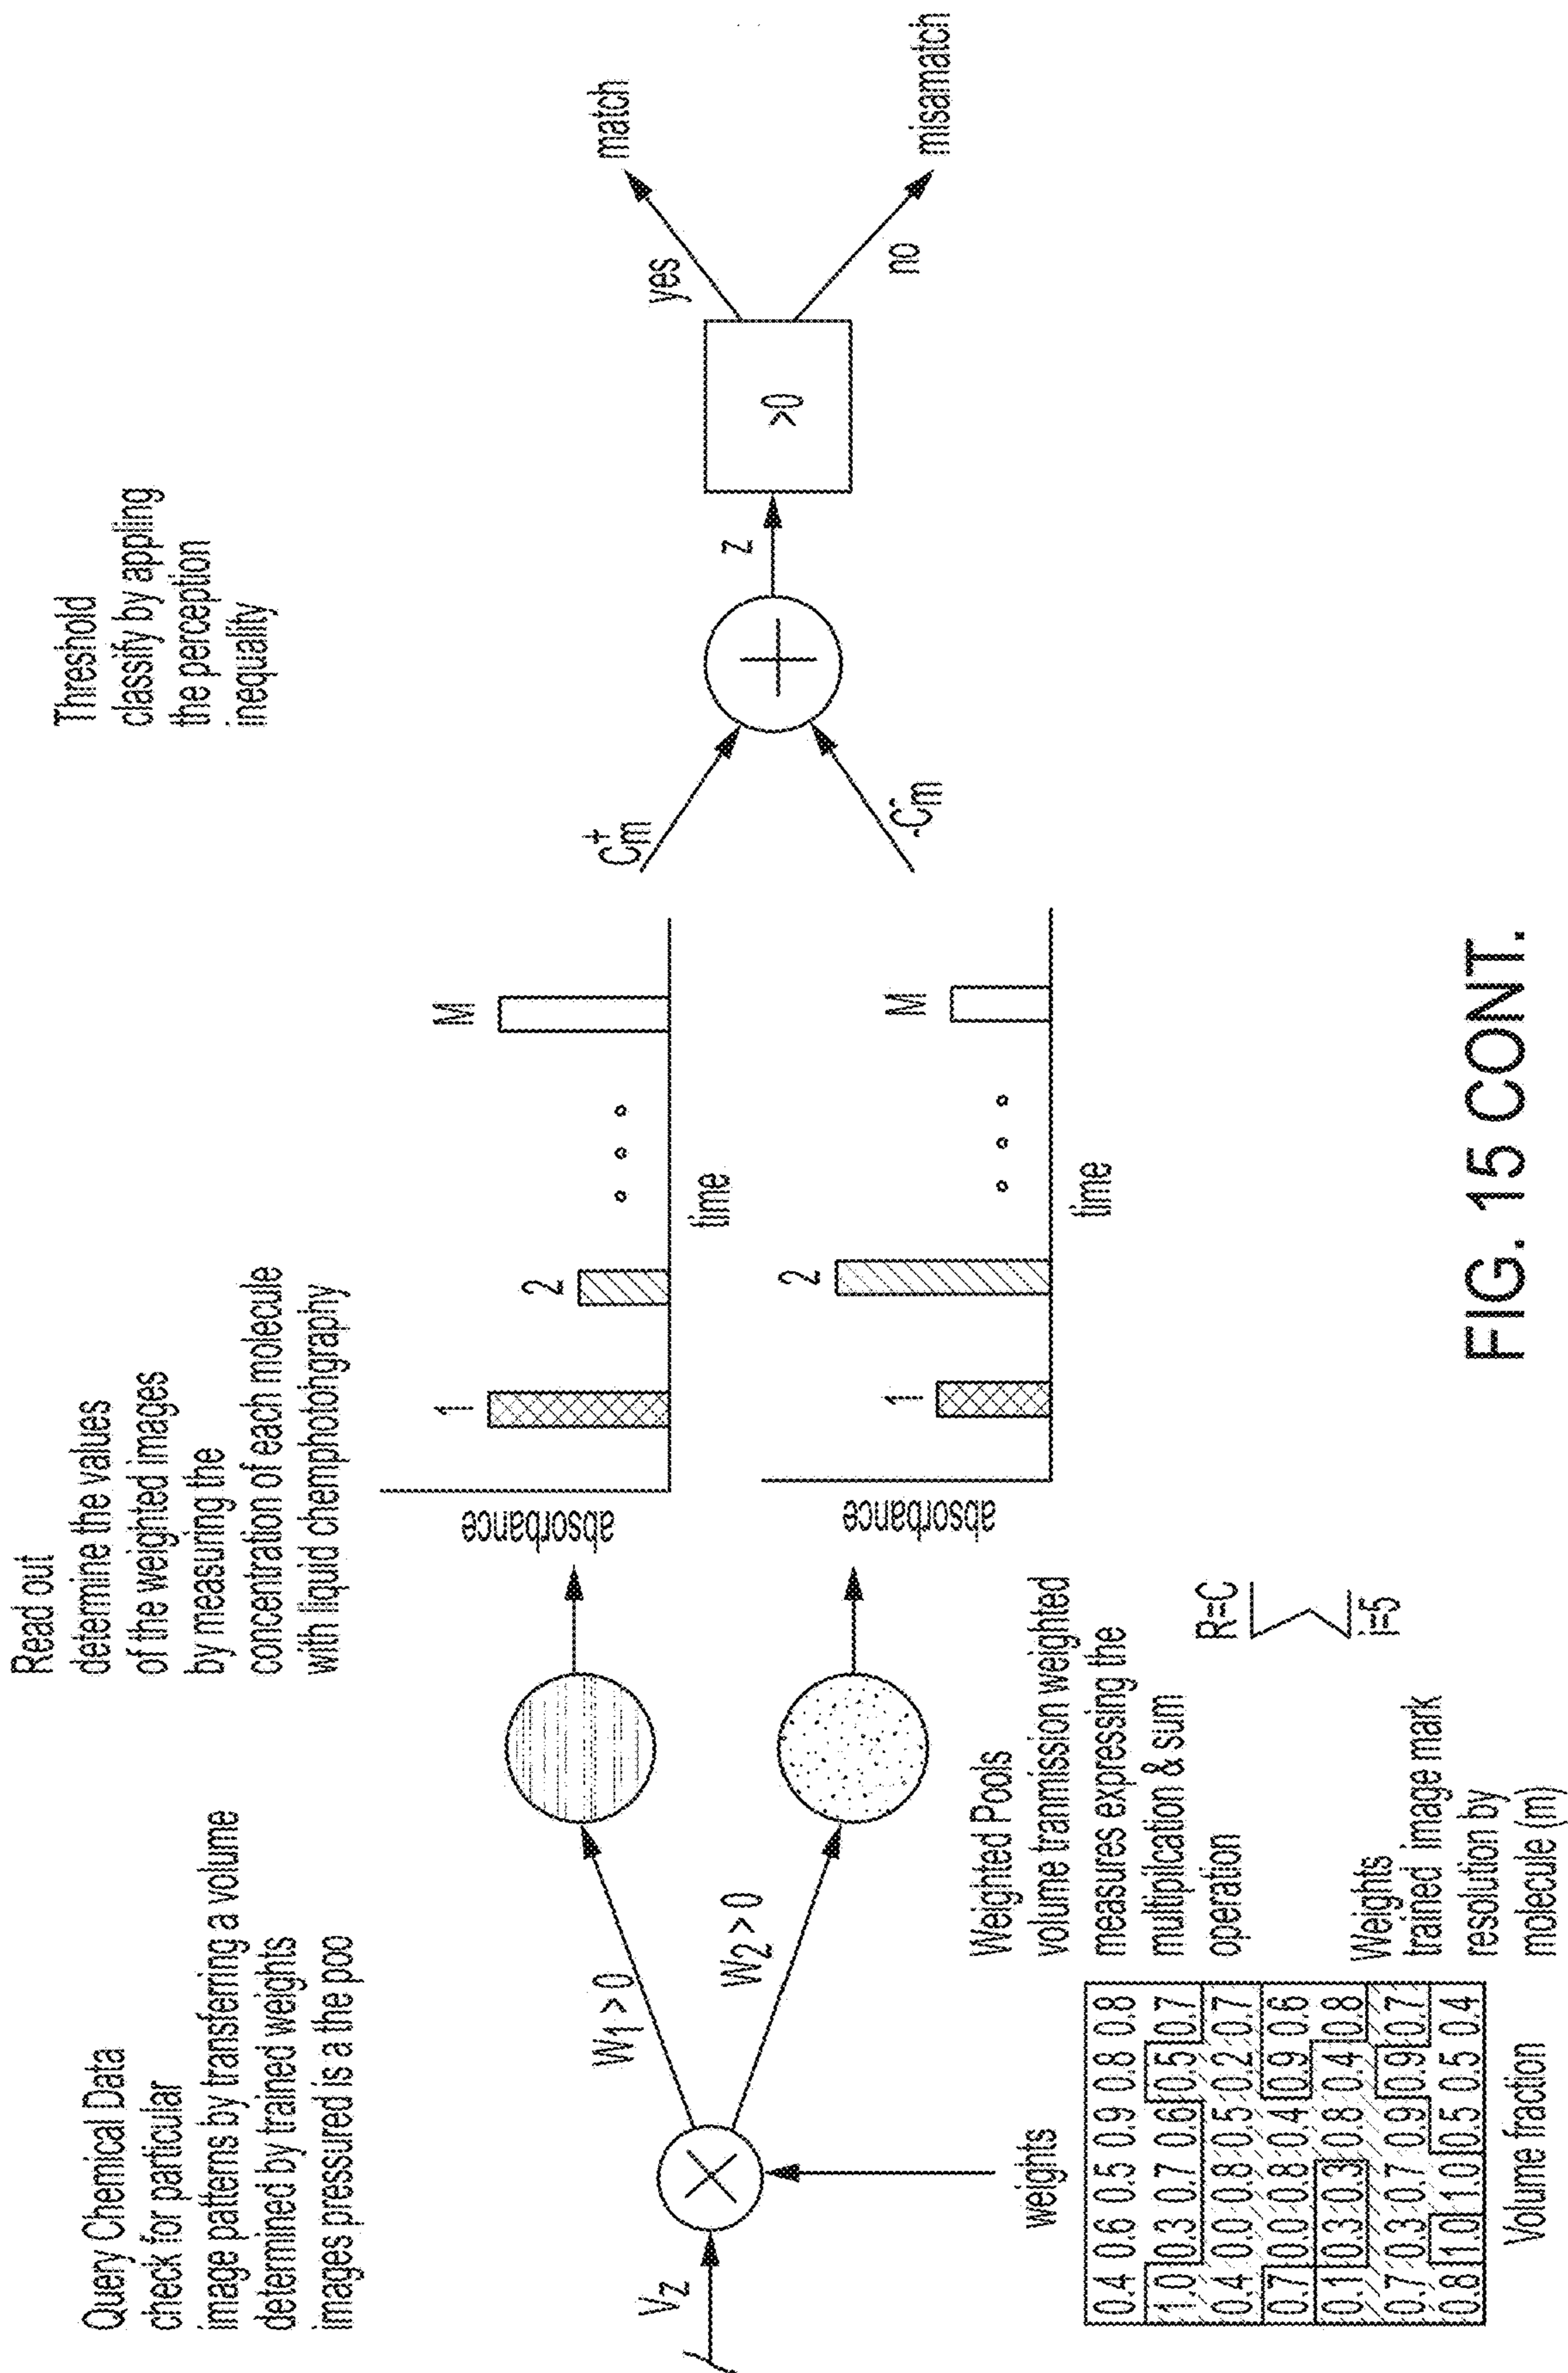 Query Chemical Data
check for particular
image patterns by transferring a volume
determined by trained weights
images pressured is a the poo
Read out
determine the values
of the weighted images
by measuring the
concentration of each molecule
with liquid chemphotohgraphy
Threshold
classify by appling
the perception
inequality
Vz
W1 > 0
W2 > 0
weights
absorbance
1
2
M
time
absorbance
1
2
M
time
C+m
-C-m
z
>0
yes
match
no
misamatch
Weighted Pools
volume tranmission weighted
measures expressing the
multiplication & sum
operation
R=C
∑
i=5
Weights
trained image mark
resolution by
molecule (m)
0.4 0.6 0.5 0.9 0.8 0.8
1.0 0.3 0.7 0.6 0.5 0.7
0.4 0.0 0.8 0.5 0.2 0.7
0.7 0.0 0.8 0.4 0.9 0.6
0.1 0.3 0.3 0.8 0.4 0.8
0.7 0.3 0.7 0.9 0.9 0.7
0.8 1.0 1.0 0.5 0.5 0.4
Volume fraction
FIG. 15 CONT.